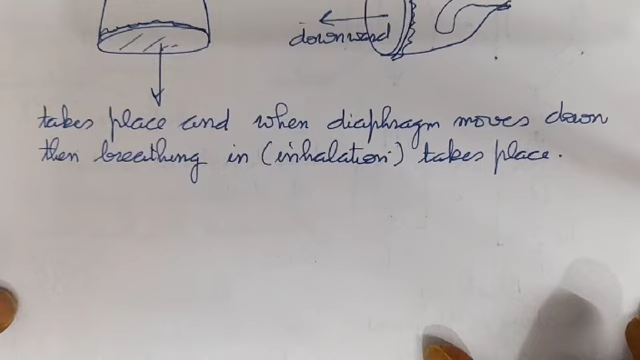 downward
takes place and when diaphragm moves down
then breathing in (inhalation) takes place.